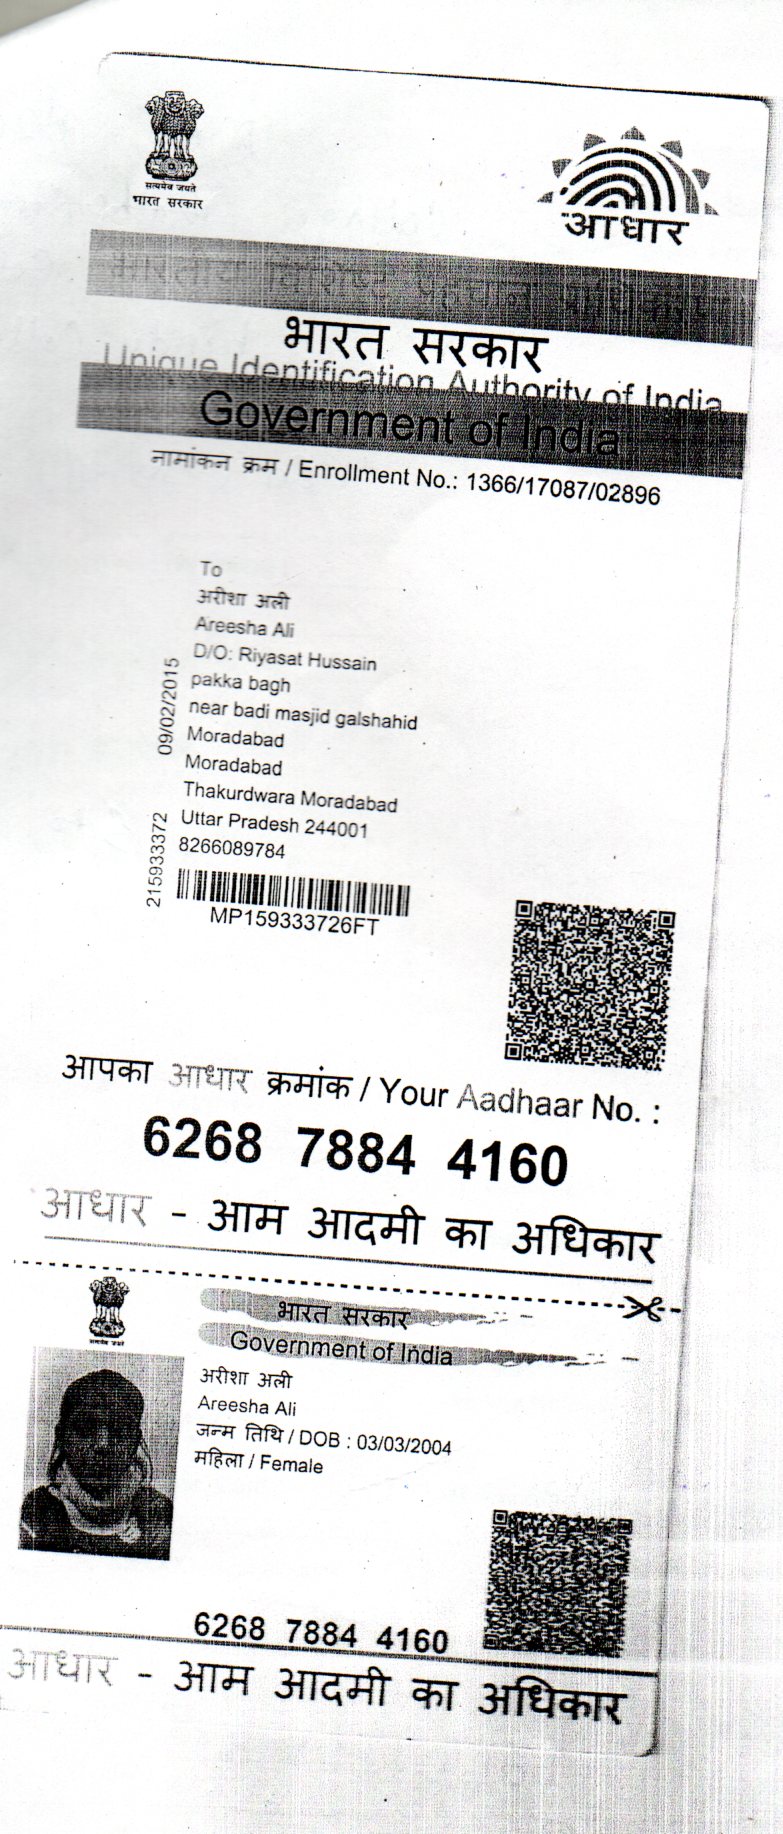 सत्यमेव जयते
भारत सरकार
आधार
भारतीय विशिष्ट पहचान प्राधिकरण
भारत सरकार
Unique Identification Authority of India
Government of India
नामांकन क्रम / Enrollment No.: 1366/17087/02896
To
अरीशा अली
Areesha Ali
D/O: Riyasat Hussain
pakka bagh
near badi masjid galshahid
Moradabad
Moradabad
Thakurdwara Moradabad
Uttar Pradesh 244001
8266089784
09/02/2015
215933372
MP159333726FT
आपका आधार क्रमांक / Your Aadhaar No. :
6268 7884 4160
आधार - आम आदमी का अधिकार
भारत सरकार
Government of India
अरीशा अली
Areesha Ali
जन्म तिथि / DOB : 03/03/2004
महिला / Female
6268 7884 4160
आधार - आम आदमी का अधिकार